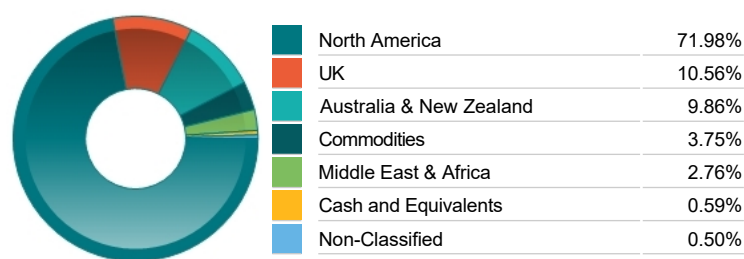 North America 71.98%
UK 10.56%
Australia & New Zealand 9.86%
Commodities 3.75%
Middle East & Africa 2.76%
Cash and Equivalents 0.59%
Non-Classified 0.50%